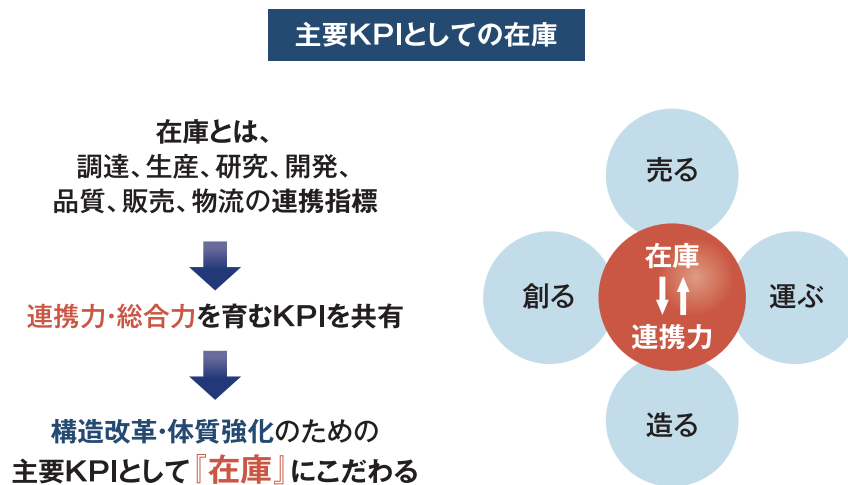 主要KPIとしての在庫
在庫とは、
調達、生産、研究、開発、
品質、販売、物流の連携指標
連携力・総合力を育むKPIを共有
構造改革・体質強化のための
主要KPIとして『在庫』にこだわる
売る
創る
在庫
連携力
運ぶ
造る